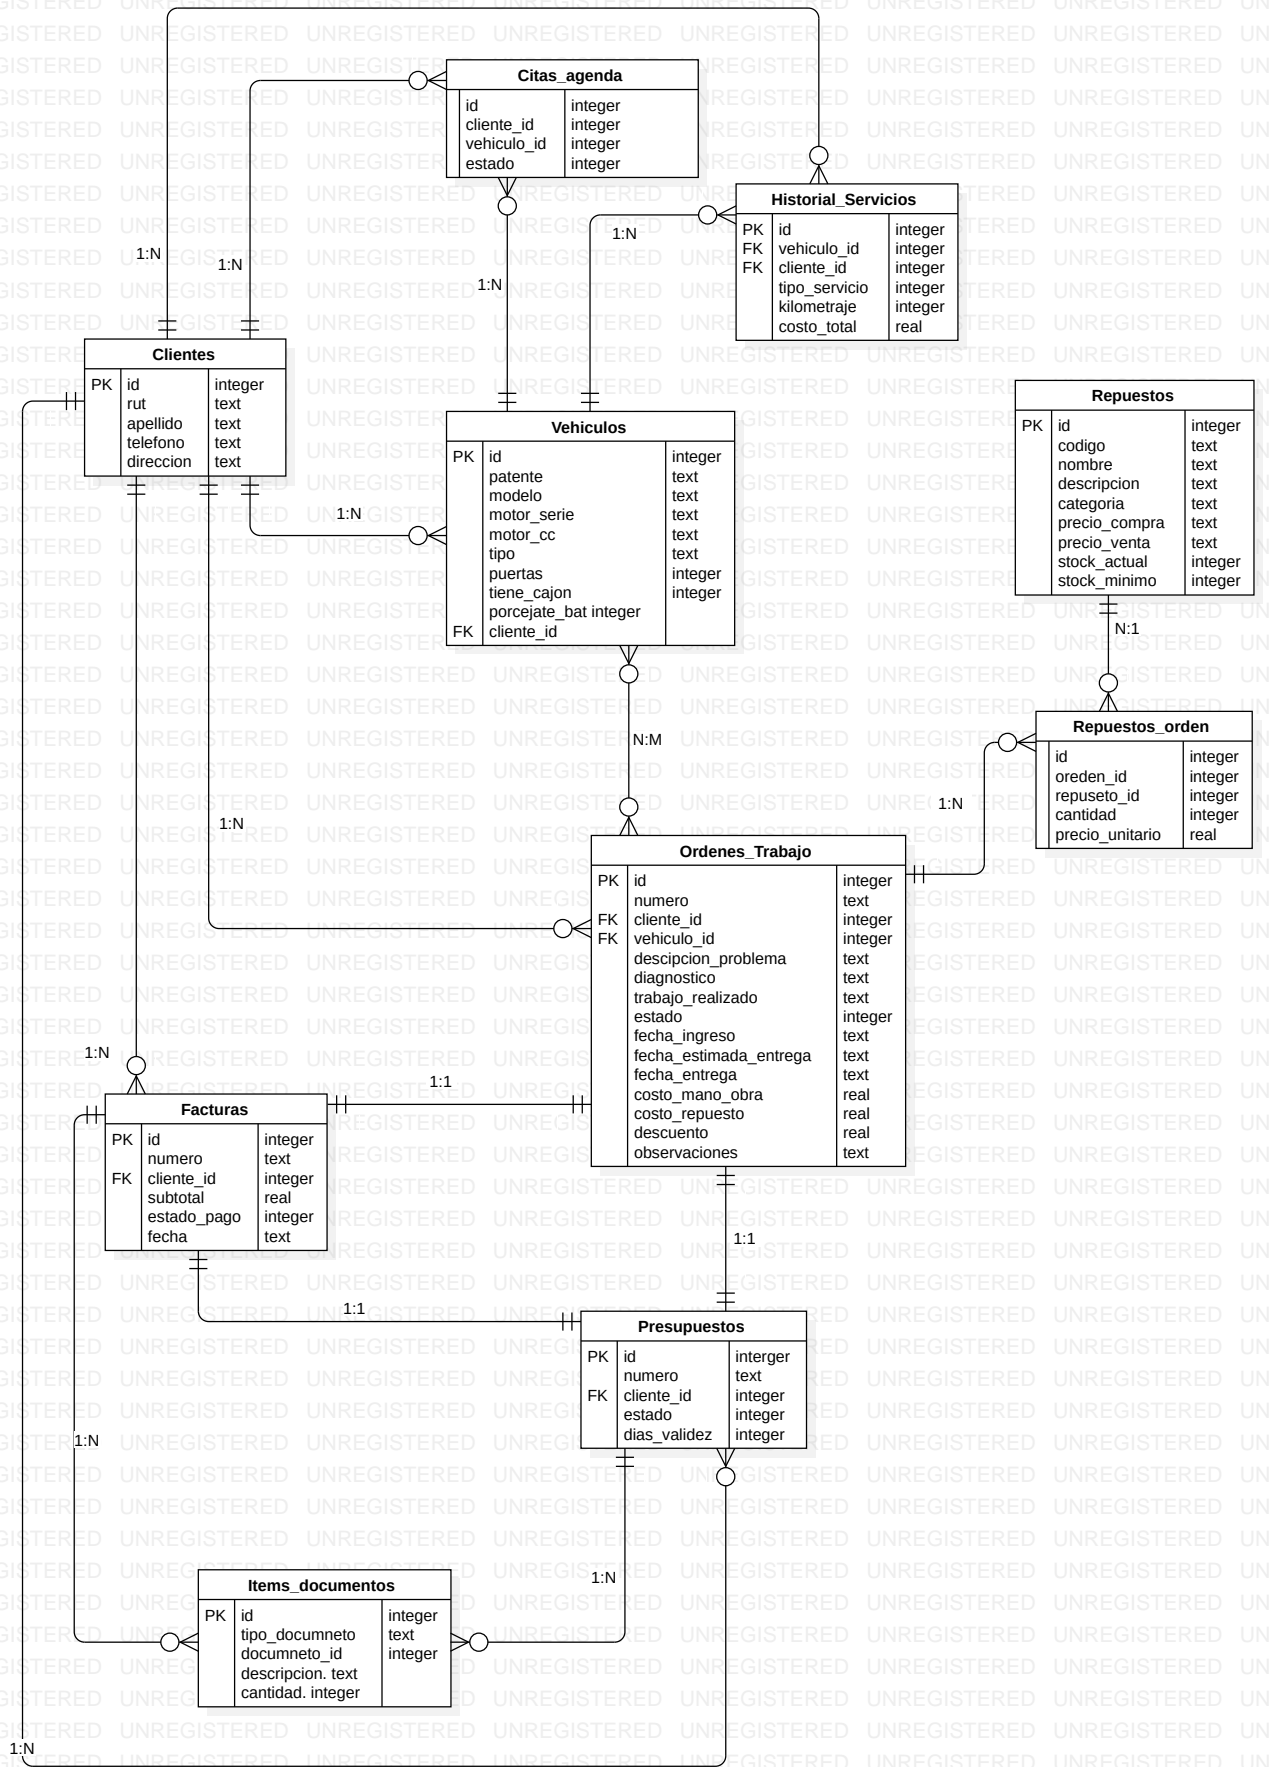 UNREGISTERED
Citas_agenda
id integer
cliente_id integer
vehiculo_id integer
estado integer
Historial_Servicios
PK id integer
FK vehiculo_id integer
FK cliente_id integer
tipo_servicio integer
kilometraje integer
costo_total real
1:N
1:N
1:N
1:N
Clientes
PK id integer
rut text
apellido text
telefono text
direccion text
Vehiculos
PK id integer
patente text
modelo text
motor_serie text
motor_cc text
tipo text
puertas integer
tiene_cajon integer
porcejate_bat integer
FK cliente_id
Repuestos
PK id integer
codigo text
nombre text
descripcion text
categoria text
precio_compra text
precio_venta text
stock_actual integer
stock_minimo integer
1:N
N:1
Repuestos_orden
id integer
oreden_id integer
repuseto_id integer
cantidad integer
precio_unitario real
N:M
1:N
1:N
Ordenes_Trabajo
PK id integer
numero text
FK cliente_id integer
FK vehiculo_id integer
descipcion_problema text
diagnostico text
trabajo_realizado text
estado integer
fecha_ingreso text
fecha_estimada_entrega text
fecha_entrega text
costo_mano_obra real
costo_repuesto real
descuento real
observaciones text
1:N
1:1
Facturas
PK id integer
numero text
FK cliente_id integer
subtotal real
estado_pago integer
fecha text
1:1
1:1
Presupuestos
PK id interger
numero text
FK cliente_id integer
estado integer
dias_validez integer
1:N
1:N
Items_documentos
PK id integer
tipo_documneto text
documneto_id integer
descripcion. text
cantidad. integer
1:N